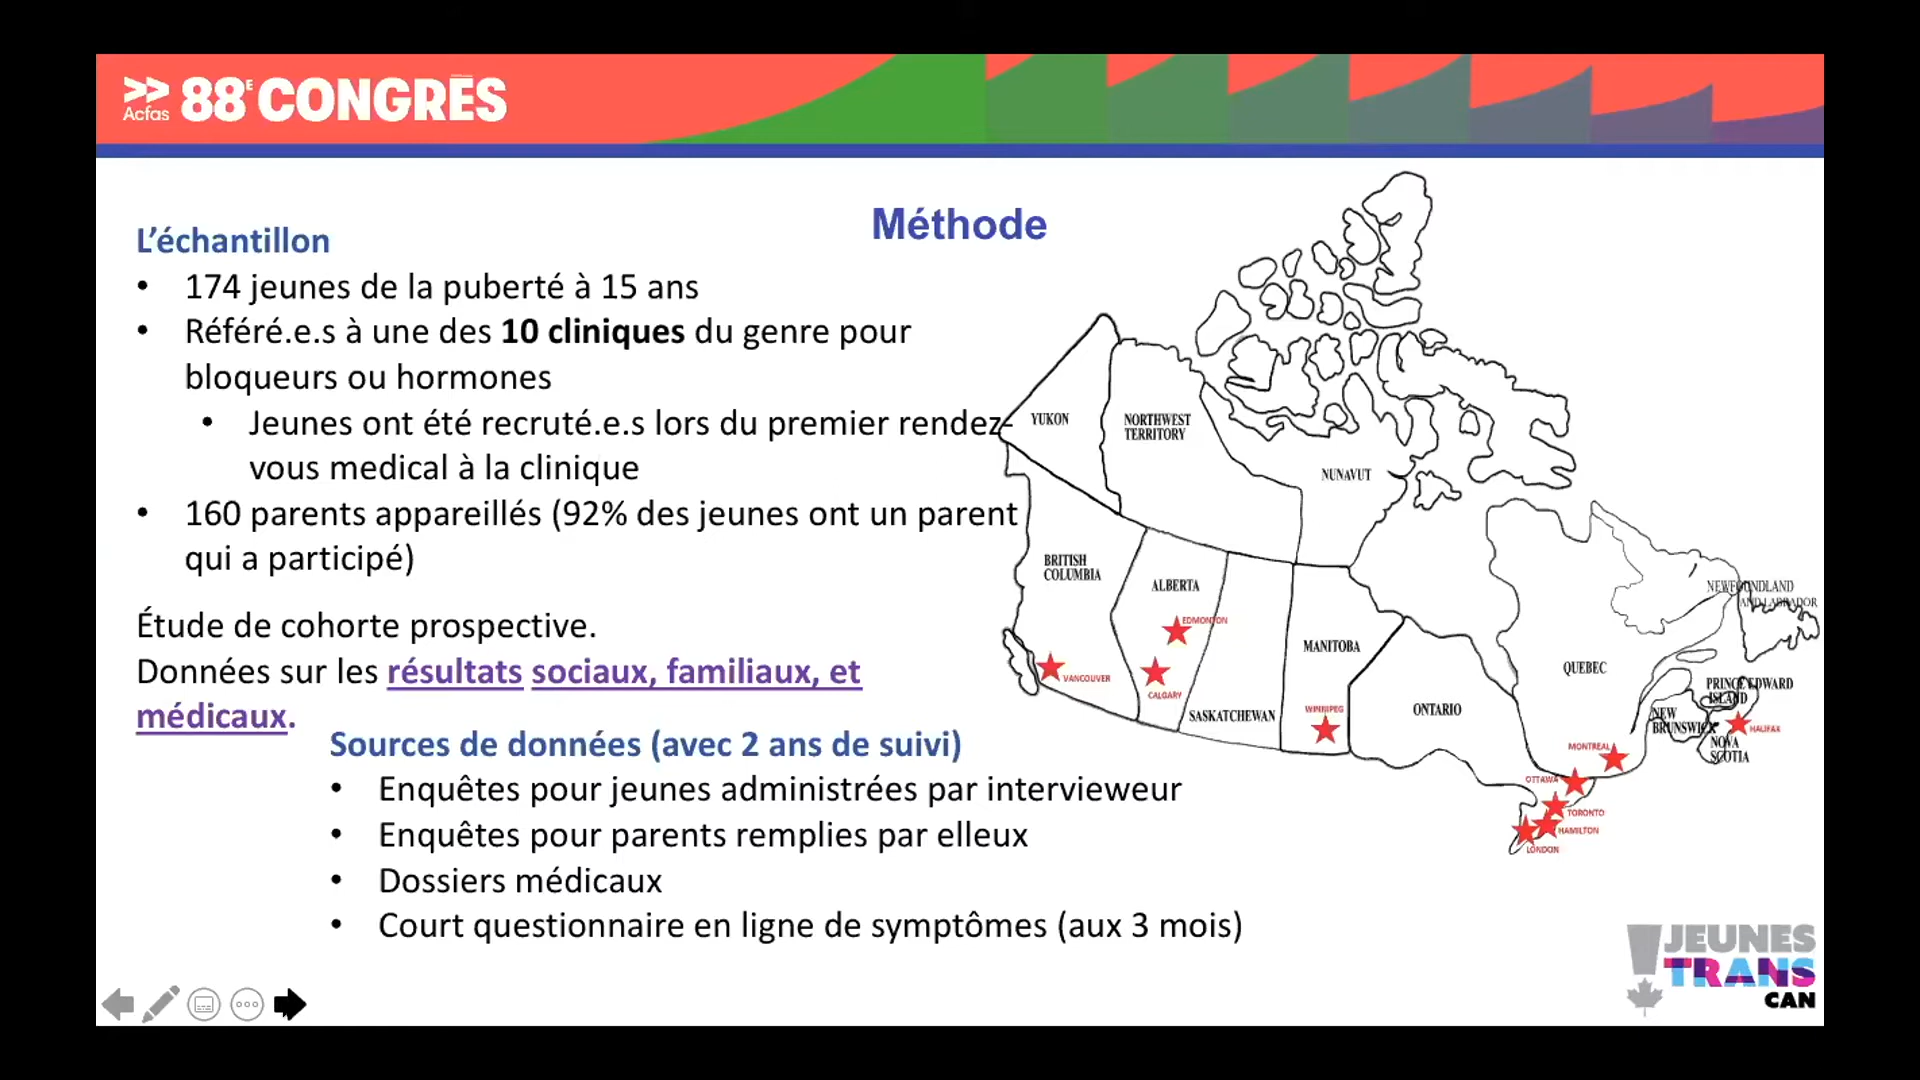 >> 88E CONGRÈS
Acfas
Méthode
L'échantillon
• 174 jeunes de la puberté à 15 ans
• Référé.e.s à une des 10 cliniques du genre pour
bloqueurs ou hormones
• Jeunes ont été recruté.e.s lors du premier rendez-
vous medical à la clinique
• 160 parents appareillés (92% des jeunes ont un parent
qui a participé)
Étude de cohorte prospective.
Données sur les résultats sociaux, familiaux, et
médicaux.
Sources de données (avec 2 ans de suivi)
• Enquêtes pour jeunes administrées par intervieweur
• Enquêtes pour parents remplies par elleux
• Dossiers médicaux
• Court questionnaire en ligne de symptômes (aux 3 mois)
YUKON
NORTHWEST
TERRITORY
NUNAVUT
BRITISH
COLUMBIA
ALBERTA
EDMONTON
VANCOUVER
CALGARY
SASKATCHEWAN
MANITOBA
WINNIPEG
ONTARIO
QUEBEC
NEWFOUNDLAND
AND LABRADOR
PRINCE EDWARD
ISLAND
NEW
BRUNSWICK
HALIFAX
NOVA
SCOTIA
MONTREAL
OTTAWA
TORONTO
HAMILTON
LONDON
JEUNES
TRANS
CAN